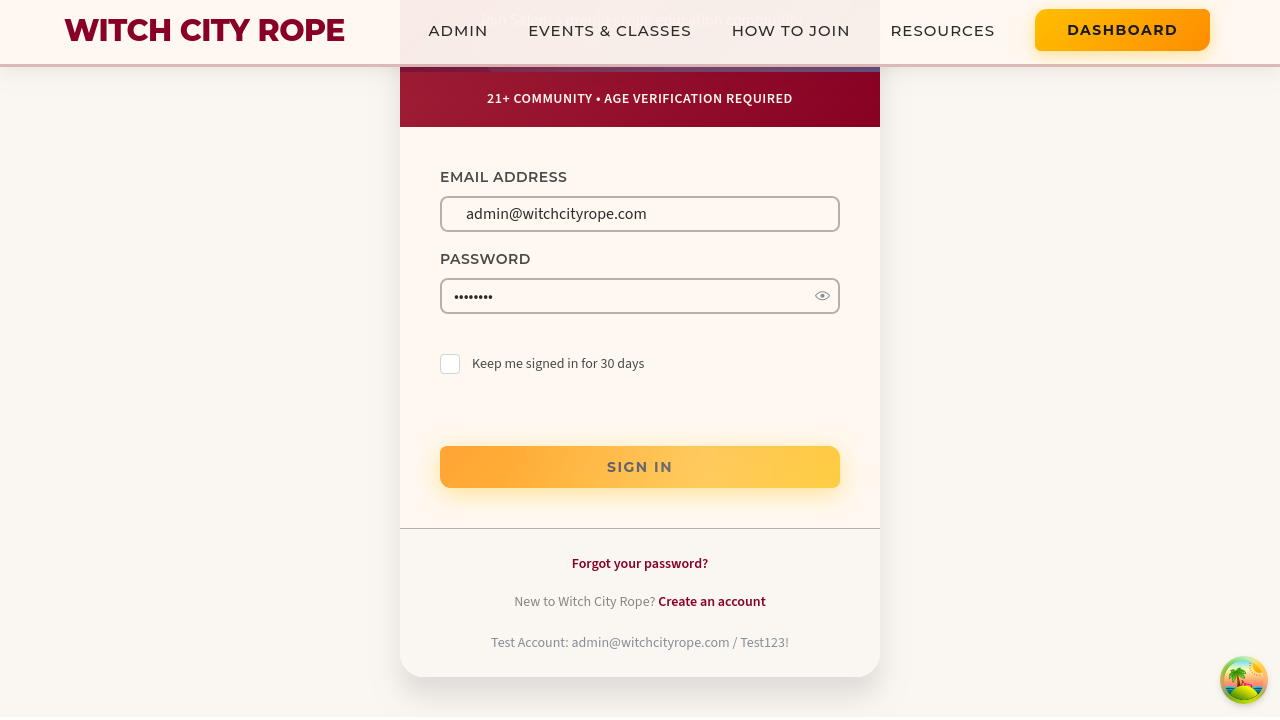 WITCH CITY ROPE
ADMIN
EVENTS & CLASSES
HOW TO JOIN
RESOURCES
DASHBOARD
21+ COMMUNITY • AGE VERIFICATION REQUIRED
EMAIL ADDRESS
admin@witchcityrope.com
PASSWORD
••••••••
Keep me signed in for 30 days
SIGN IN
Forgot your password?
New to Witch City Rope? Create an account
Test Account: admin@witchcityrope.com / Test123!